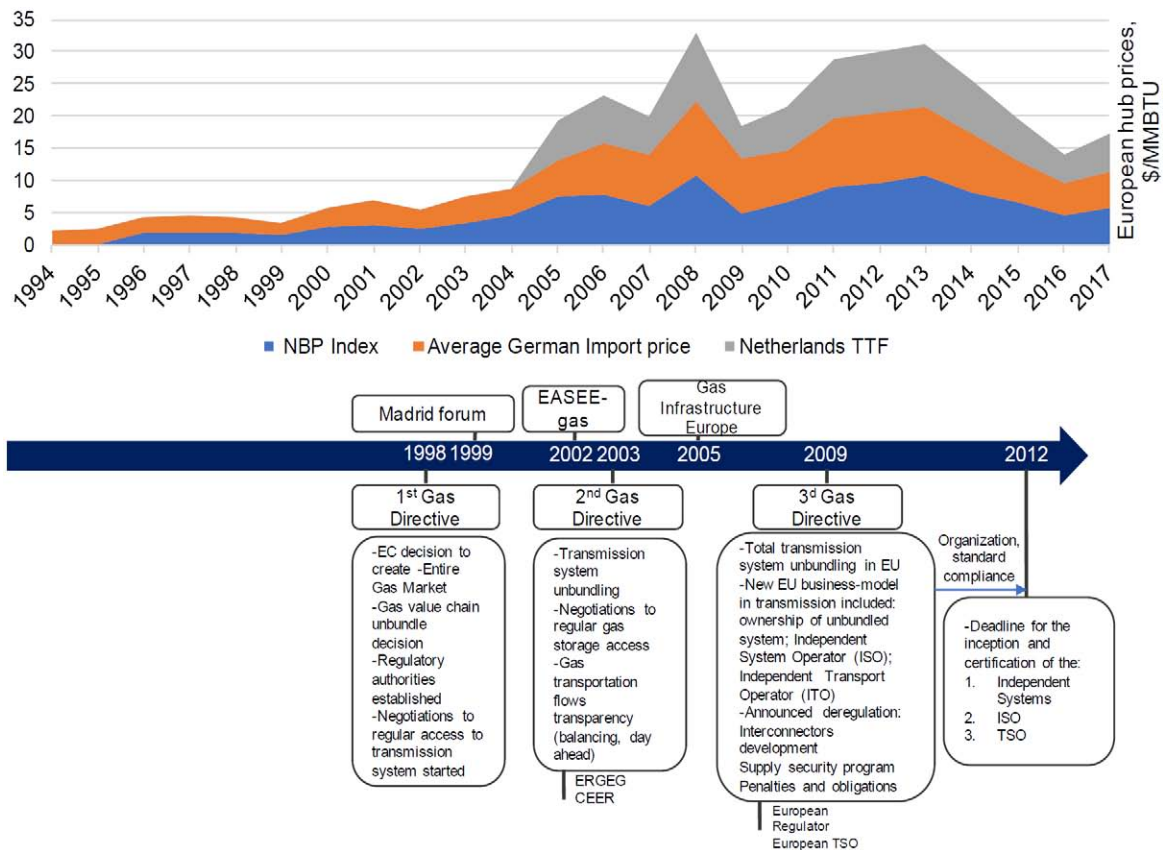 35
30
25
20
15
10
5
0
European hub prices,
$/MMBTU
1994 1995 1996 1997 1998 1999 2000 2001 2002 2003 2004 2005 2006 2007 2008 2009 2010 2011 2012 2013 2014 2015 2016 2017
NBP Index Average German Import price Netherlands TTF
Madrid forum
EASEE-
gas
Gas
Infrastructure
Europe
1998 1999 2002 2003 2005 2009 2012
1st Gas
Directive
2nd Gas
Directive
3d Gas
Directive
-EC decision to
create -Entire
Gas Market
-Gas value chain
unbundle
decision
-Regulatory
authorities
established
-Negotiations to
regular access to
transmission
system started
-Transmission
system
unbundling
-Negotiations to
regular gas
storage access
-Gas
transportation
flows
transparency
(balancing, day
ahead)
ERGEG
CEER
-Total transmission
system unbundling in EU
-New EU business-model
in transmission included:
ownership of unbundled
system; Independent
System Operator (ISO);
Independent Transport
Operator (ITO)
-Announced deregulation:
Interconnectors
development
Supply security program
Penalties and obligations
European
Regulator
European TSO
Organization,
standard
compliance
-Deadline for the
inception and
certification of the:
1. Independent
Systems
2. ISO
3. TSO